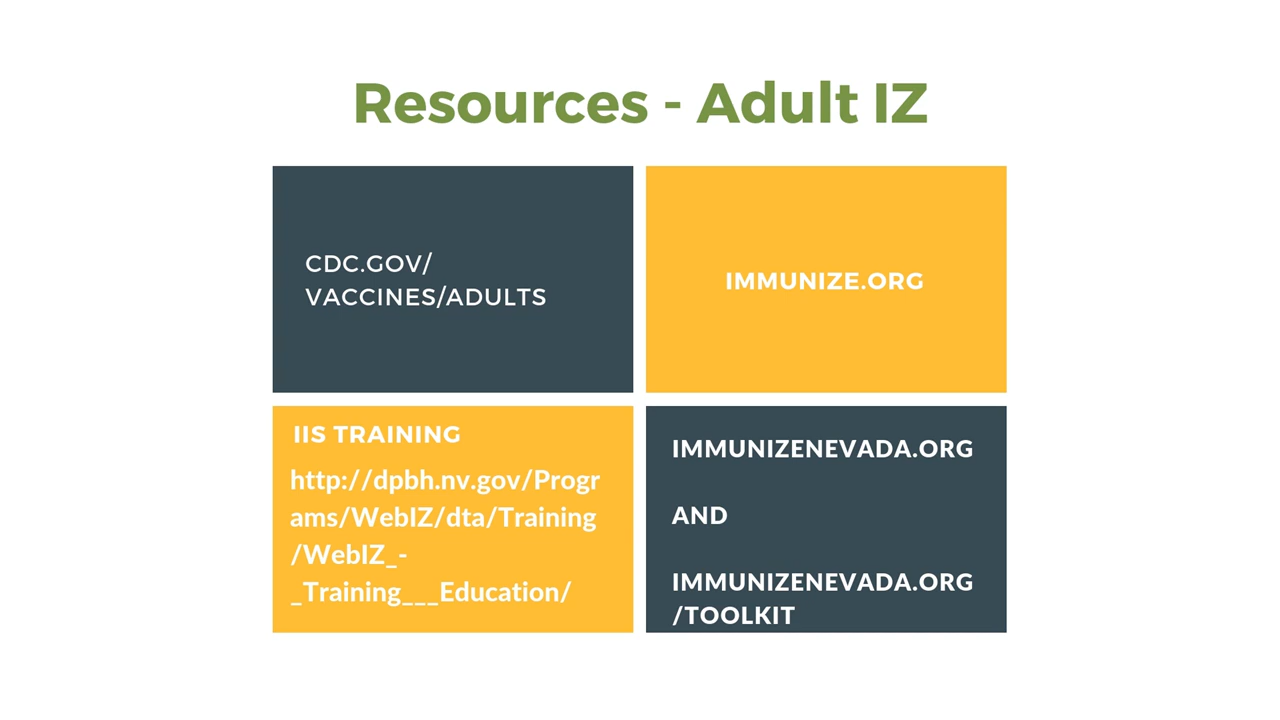 Resources - Adult IZ
CDC.GOV/
VACCINES/ADULTS
IMMUNIZE.ORG
IIS TRAINING
http://dpbh.nv.gov/Progr
ams/WebIZ/dta/Training
/WebIZ_-
_Training___Education/
IMMUNIZENEVADA.ORG
AND
IMMUNIZENEVADA.ORG
/TOOLKIT